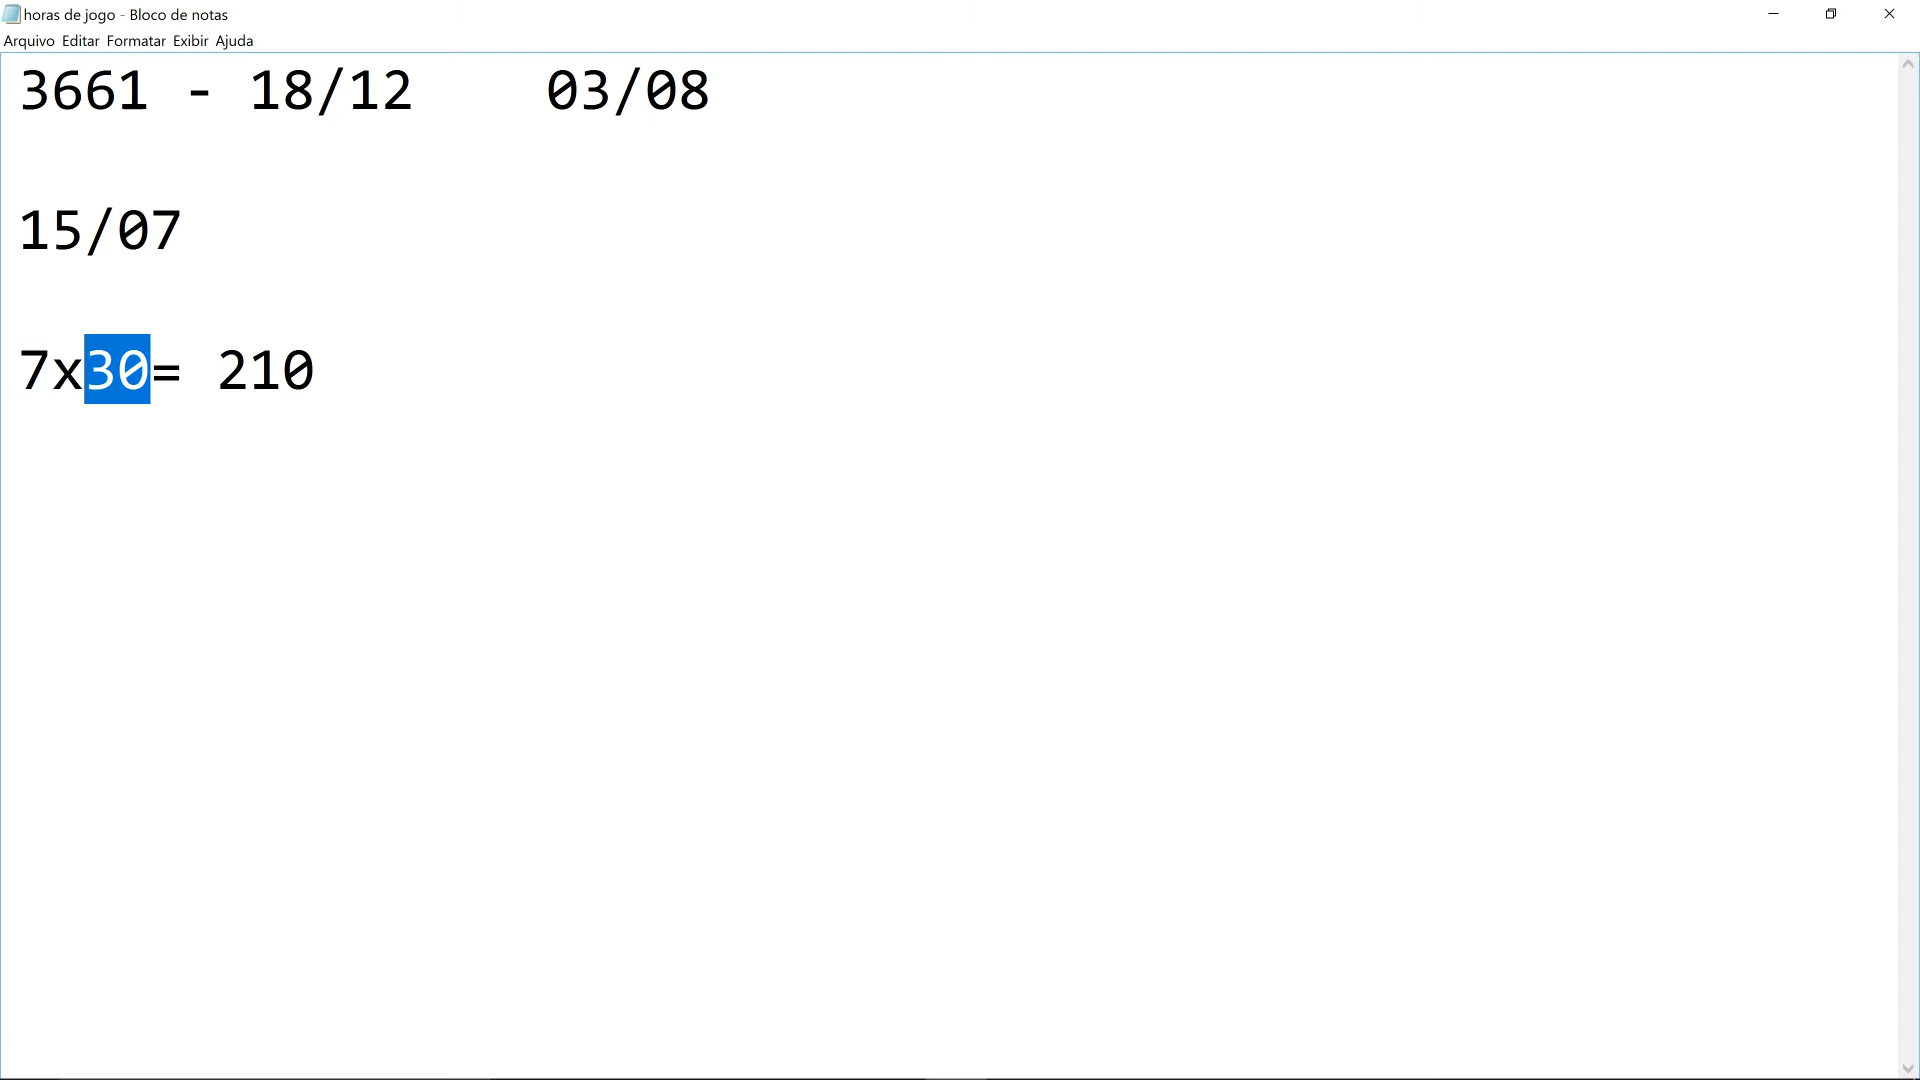 horas de jogo - Bloco de notas
Arquivo Editar Formatar Exibir Ajuda
3661 - 18/12    03/08
15/07
7x30= 210